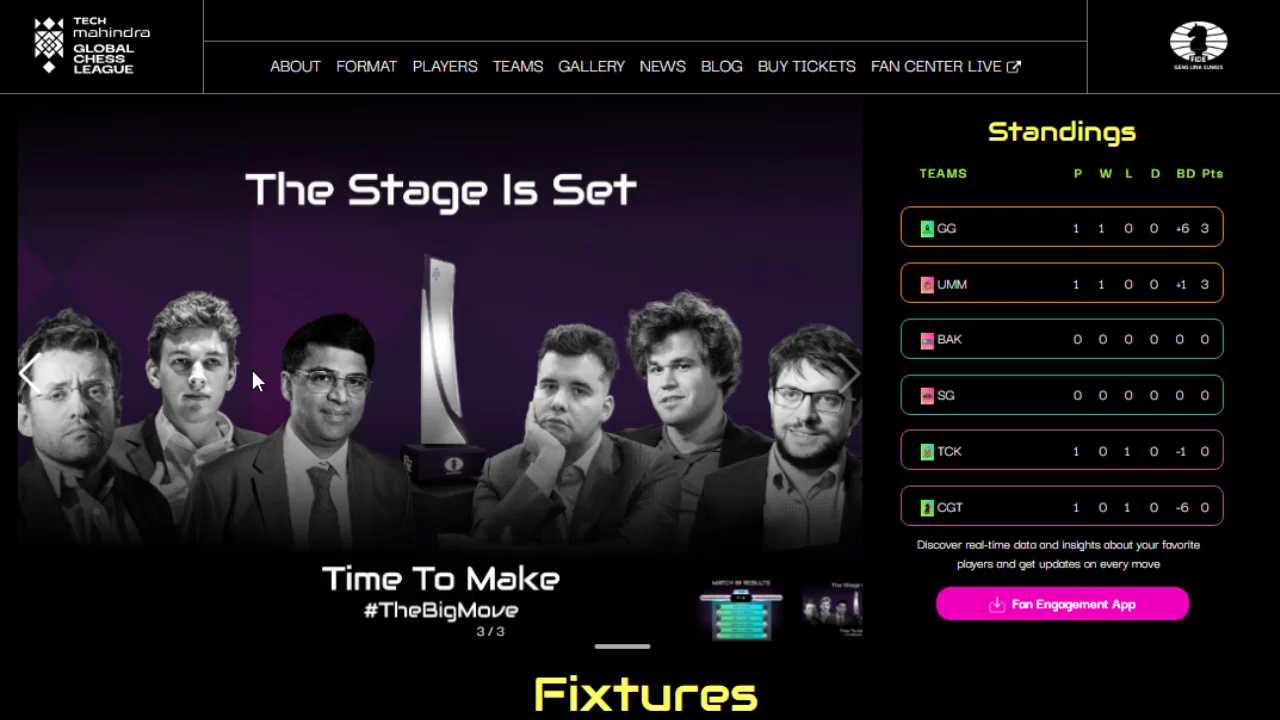 TECH
mahindra
GLOBAL
CHESS
LEAGUE
ABOUT FORMAT PLAYERS TEAMS GALLERY NEWS BLOG BUY TICKETS FAN CENTER LIVE
FIDE
GENS UNA SUMUS
The Stage Is Set
Time To Make
#TheBigMove
3 / 3
Standings
TEAMS P W L D BD Pts
GG 1 1 0 0 +6 3
UMM 1 1 0 0 +1 3
BAK 0 0 0 0 0 0
SG 0 0 0 0 0 0
TCK 1 0 1 0 -1 0
CGT 1 0 1 0 -6 0
Discover real-time data and insights about your favorite
players and get updates on every move
Fan Engagement App
Fixtures